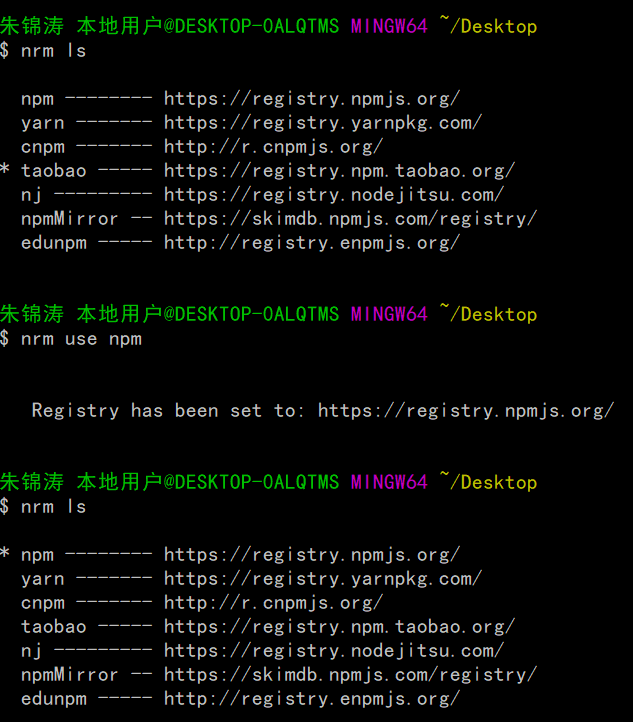 朱锦涛 本地用户@DESKTOP-OALQTMS MINGW64 ~/Desktop
$ nrm ls
npm -------- https://registry.npmjs.org/
yarn ------- https://registry.yarnpkg.com/
cnpm ------- http://r.cnpmjs.org/
* taobao ----- https://registry.npm.taobao.org/
nj --------- https://registry.nodejitsu.com/
npmMirror -- https://skimdb.npmjs.com/registry/
edunpm ----- http://registry.enpmjs.org/
朱锦涛 本地用户@DESKTOP-OALQTMS MINGW64 ~/Desktop
$ nrm use npm
Registry has been set to: https://registry.npmjs.org/
朱锦涛 本地用户@DESKTOP-OALQTMS MINGW64 ~/Desktop
$ nrm ls
* npm -------- https://registry.npmjs.org/
yarn ------- https://registry.yarnpkg.com/
cnpm ------- http://r.cnpmjs.org/
taobao ----- https://registry.npm.taobao.org/
nj --------- https://registry.nodejitsu.com/
npmMirror -- https://skimdb.npmjs.com/registry/
edunpm ----- http://registry.enpmjs.org/